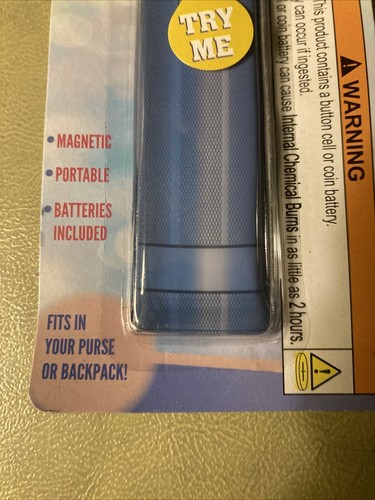 TRY
ME
• MAGNETIC
• PORTABLE
• BATTERIES
INCLUDED
FITS IN
YOUR PURSE
OR BACKPACK!
WARNING
This product contains a button cell or coin battery.
can occur if ingested.
or coin battery can cause Internal Chemical Burns in as little as 2 hours.